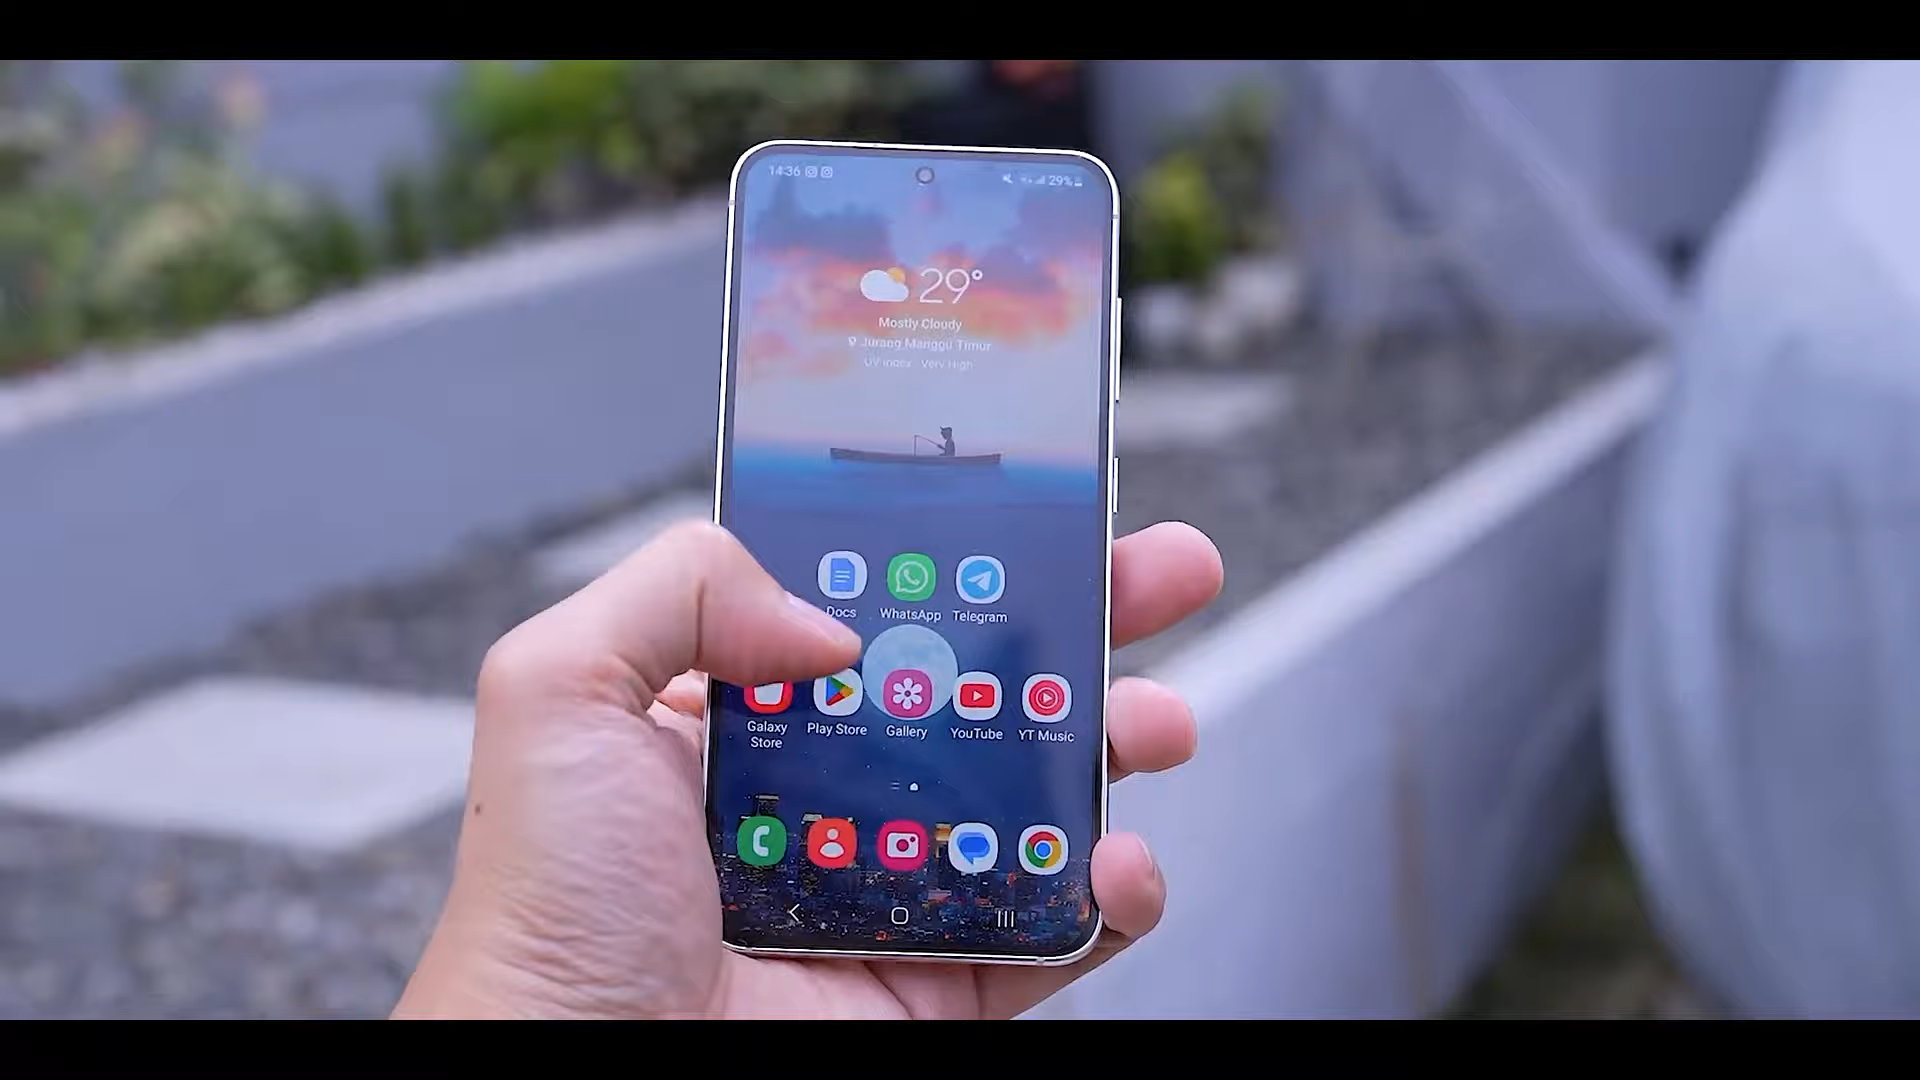 14:36
29%
29°
Mostly Cloudy
Jurang Manggu Timur
UV index · Very High
Docs
WhatsApp
Telegram
Galaxy
Store
Play Store
Gallery
YouTube
YT Music